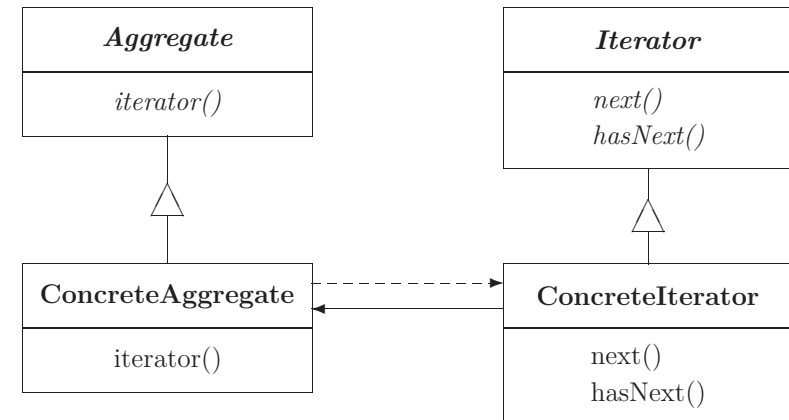 Aggregate
iterator()
Iterator
next()
hasNext()
ConcreteAggregate
iterator()
ConcreteIterator
next()
hasNext()